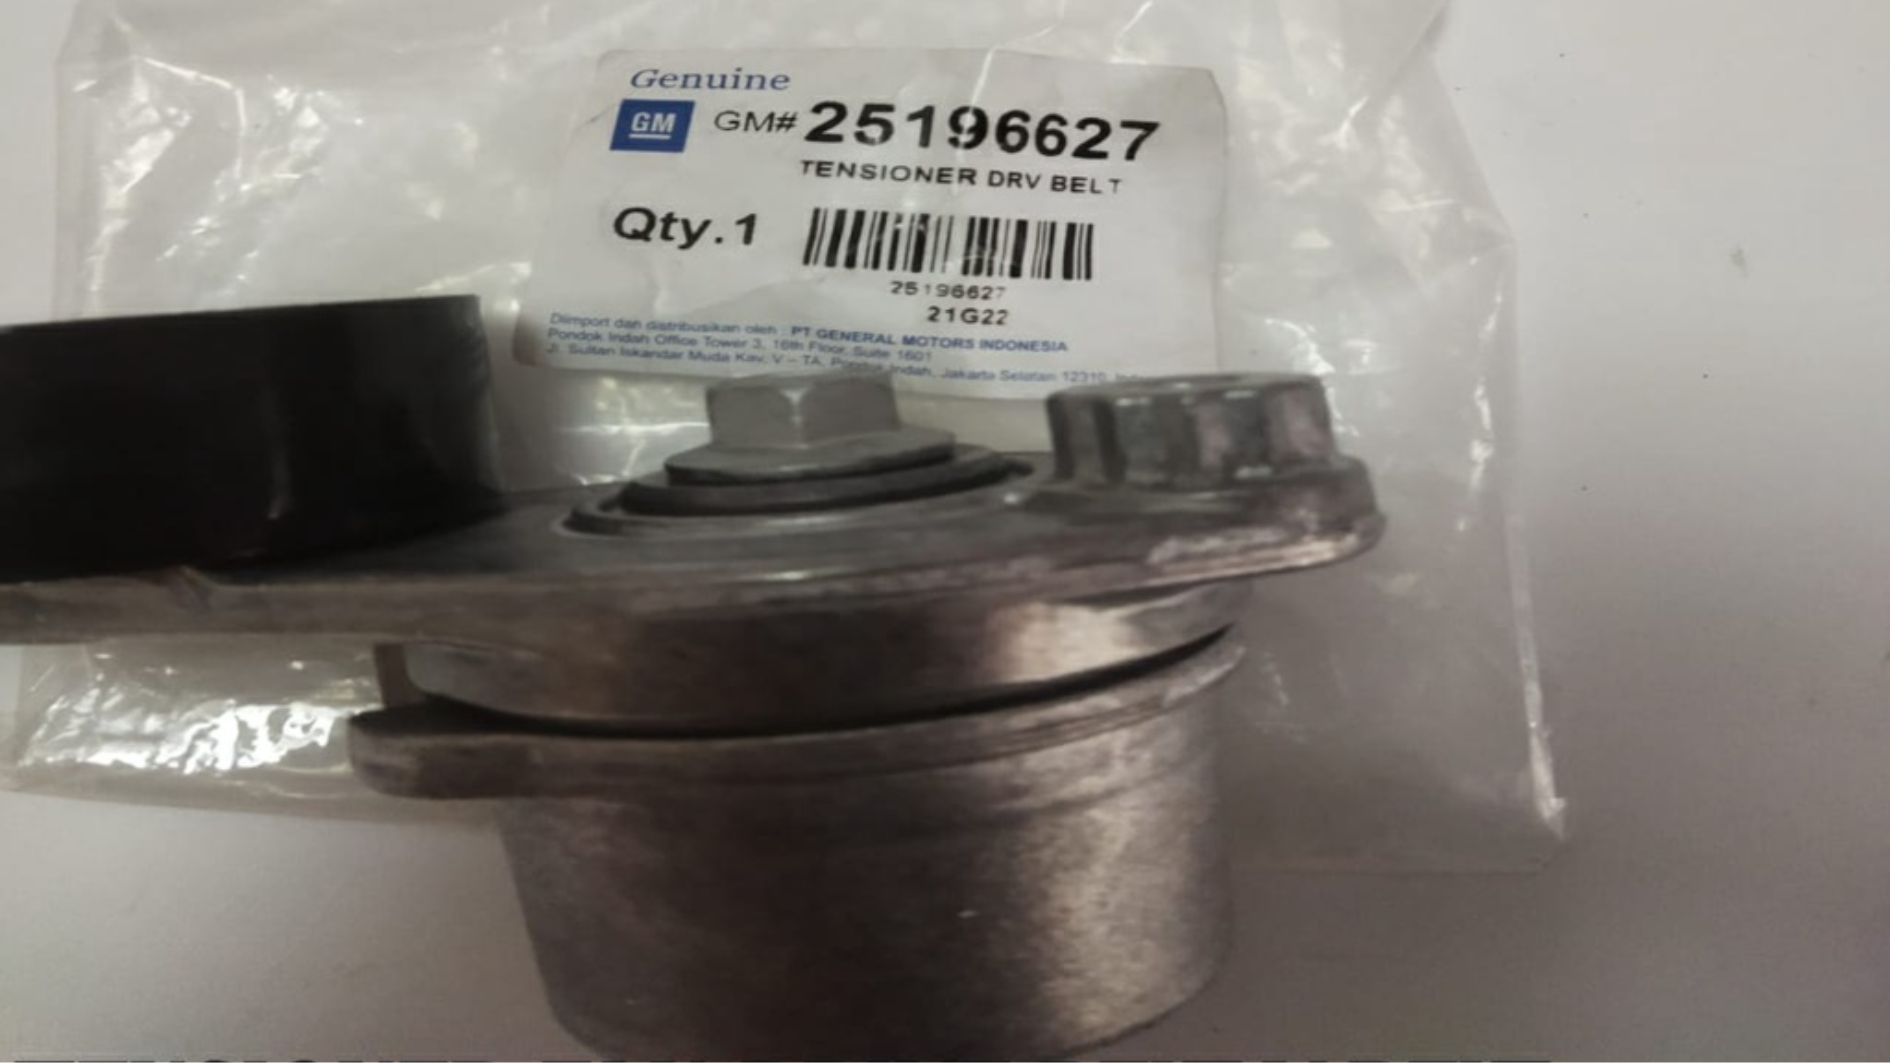 Genuine
GM GM# 25196627
TENSIONER DRV BELT
Qty.1
25196627
21G22
Diimport dan distribusikan oleh : PT GENERAL MOTORS INDONESIA
Pondok Indah Office Tower 3, 16th Floor, Suite 1601
Jl. Sultan Iskandar Muda Kav. V – TA, Pondok Indah, Jakarta Selatan 12310,